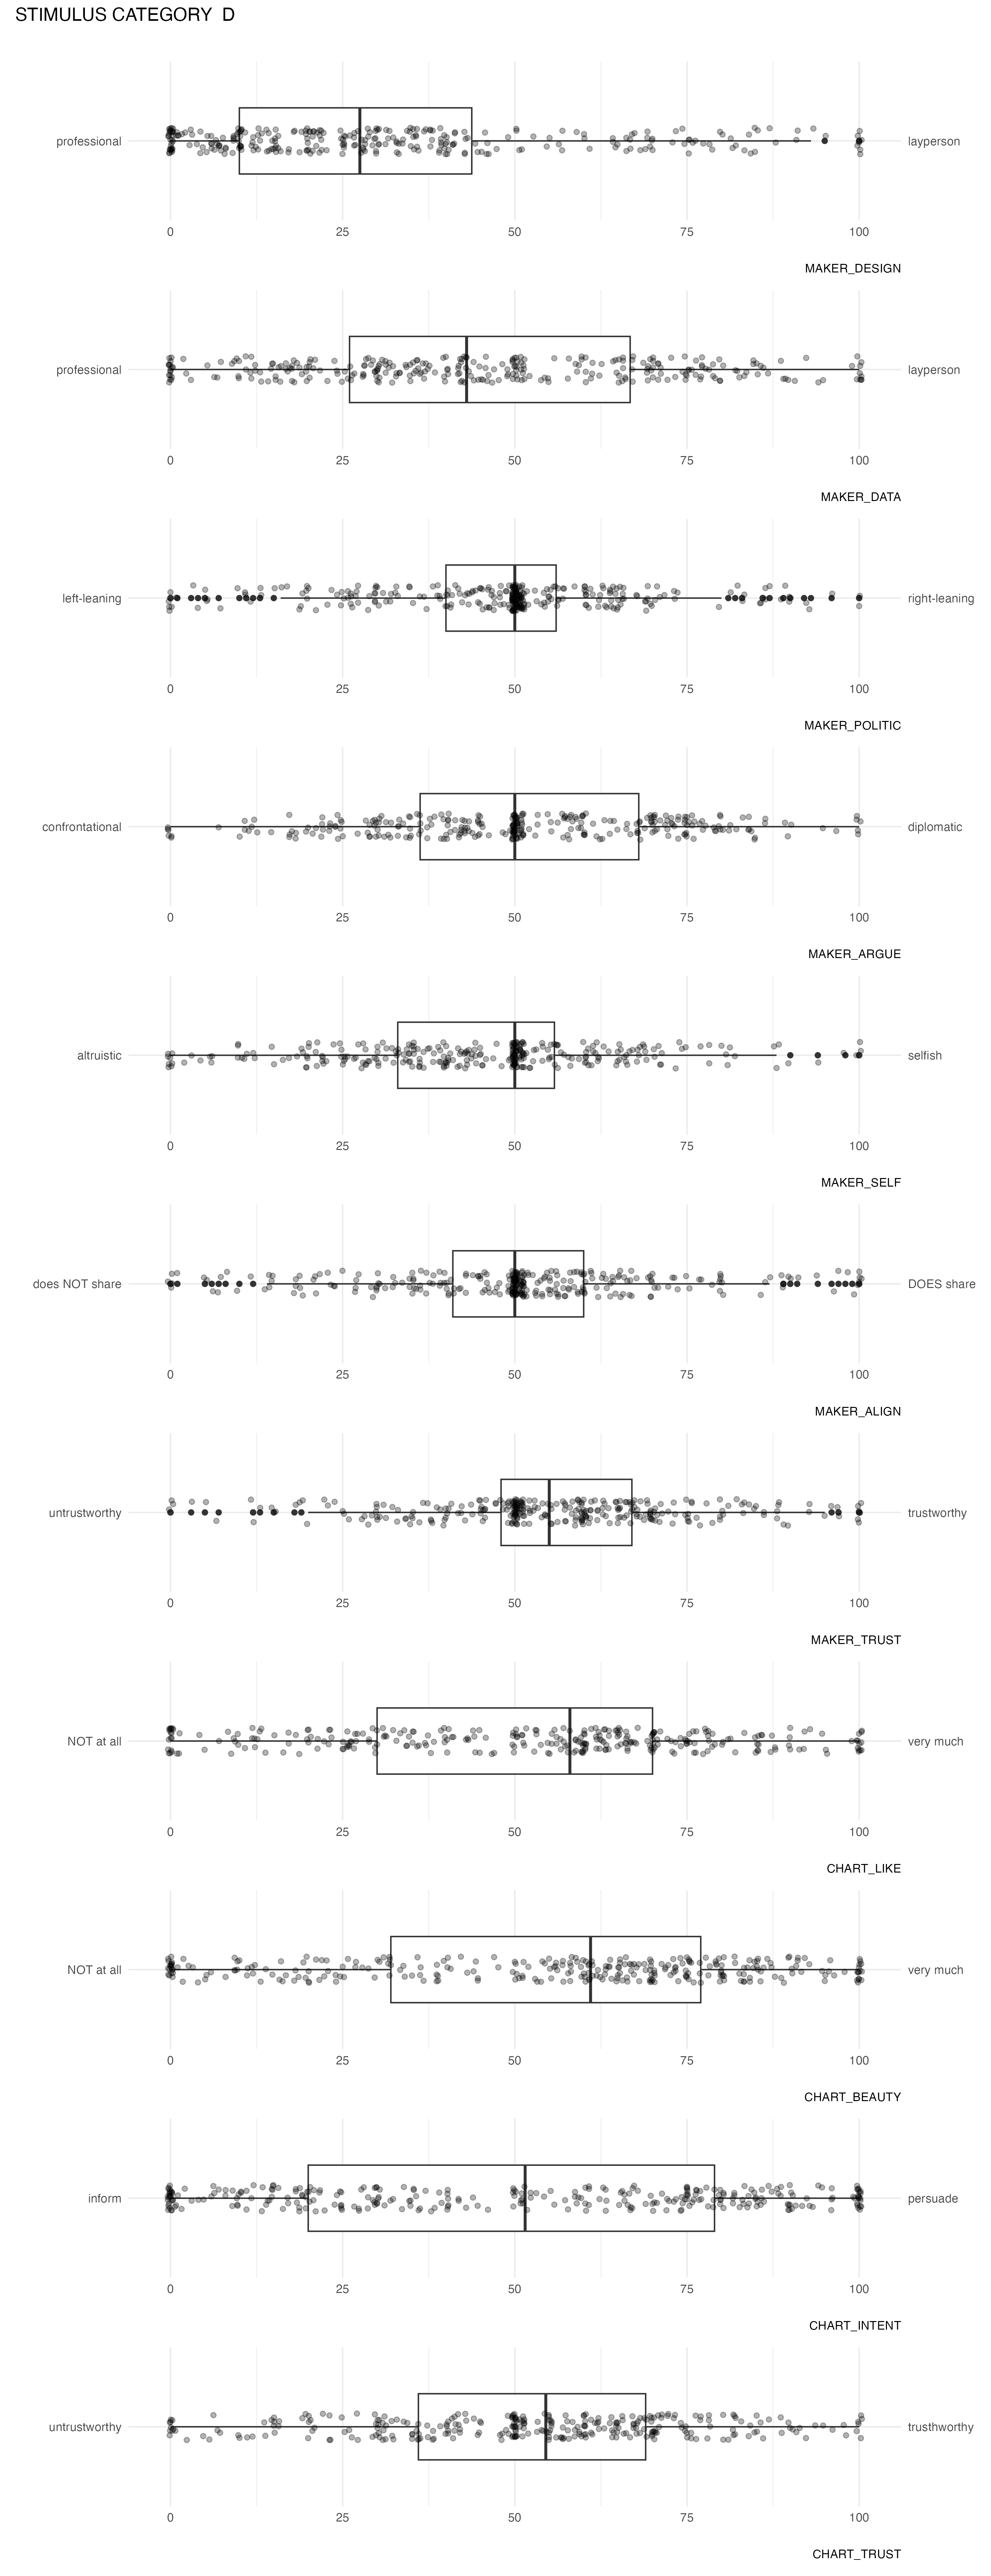 STIMULUS CATEGORY  D
professional layperson
0 25 50 75 100
MAKER_DESIGN
professional layperson
0 25 50 75 100
MAKER_DATA
left-leaning right-leaning
0 25 50 75 100
MAKER_POLITIC
confrontational diplomatic
0 25 50 75 100
MAKER_ARGUE
altruistic selfish
0 25 50 75 100
MAKER_SELF
does NOT share DOES share
0 25 50 75 100
MAKER_ALIGN
untrustworthy trustworthy
0 25 50 75 100
MAKER_TRUST
NOT at all very much
0 25 50 75 100
CHART_LIKE
NOT at all very much
0 25 50 75 100
CHART_BEAUTY
inform persuade
0 25 50 75 100
CHART_INTENT
untrustworthy trusthworthy
0 25 50 75 100
CHART_TRUST